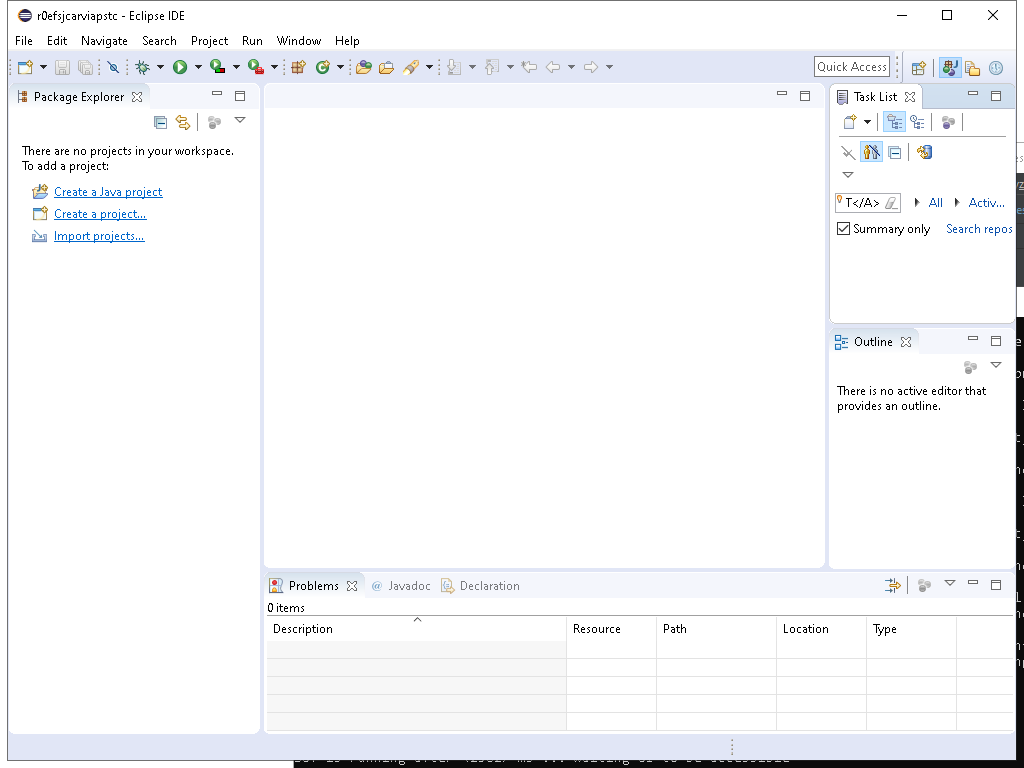 r0efsjcarviapstc - Eclipse IDE
File Edit Navigate Search Project Run Window Help
Quick Access
Package Explorer
Task List
There are no projects in your workspace.
To add a project:
Create a Java project
Create a project...
Import projects...
T</A> All Activ...
Summary only Search repos
Outline
There is no active editor that
provides an outline.
Problems @ Javadoc Declaration
0 items
Description Resource Path Location Type